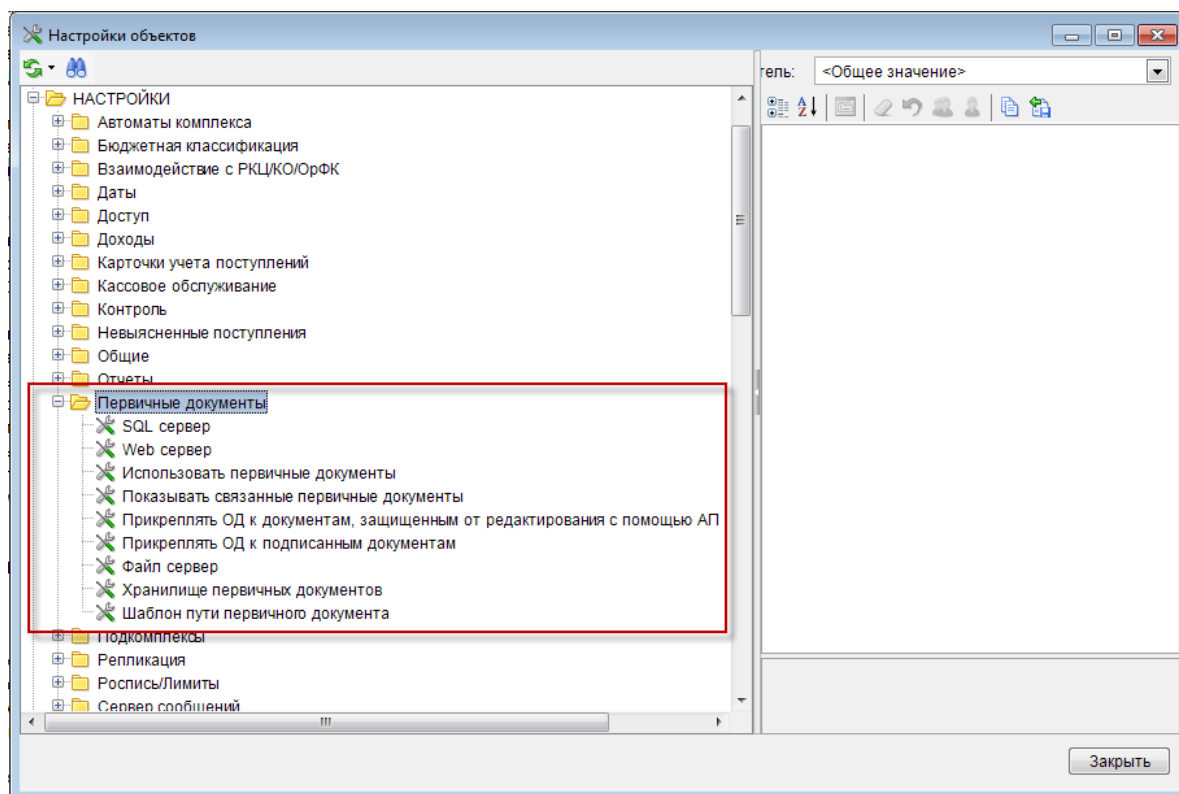 Настройки объектов
тель: <Общее значение>
НАСТРОЙКИ
Автоматы комплекса
Бюджетная классификация
Взаимодействие с РКЦ/КО/ОрФК
Даты
Доступ
Доходы
Карточки учета поступлений
Кассовое обслуживание
Контроль
Невыясненные поступления
Общие
Отчеты
Первичные документы
SQL сервер
Web сервер
Использовать первичные документы
Показывать связанные первичные документы
Прикреплять ОД к документам, защищенным от редактирования с помощью АП
Прикреплять ОД к подписанным документам
Файл сервер
Хранилище первичных документов
Шаблон пути первичного документа
Подкомплексы
Репликация
Роспись/Лимиты
Сервер сообщений
Закрыть